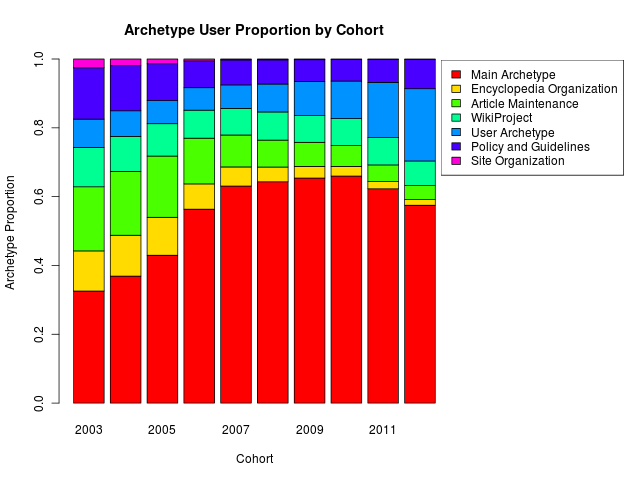 Archetype User Proportion by Cohort
Archetype Proportion
1.0
0.8
0.6
0.4
0.2
0.0
2003
2005
2007
2009
2011
Cohort
Main Archetype
Encyclopedia Organization
Article Maintenance
WikiProject
User Archetype
Policy and Guidelines
Site Organization